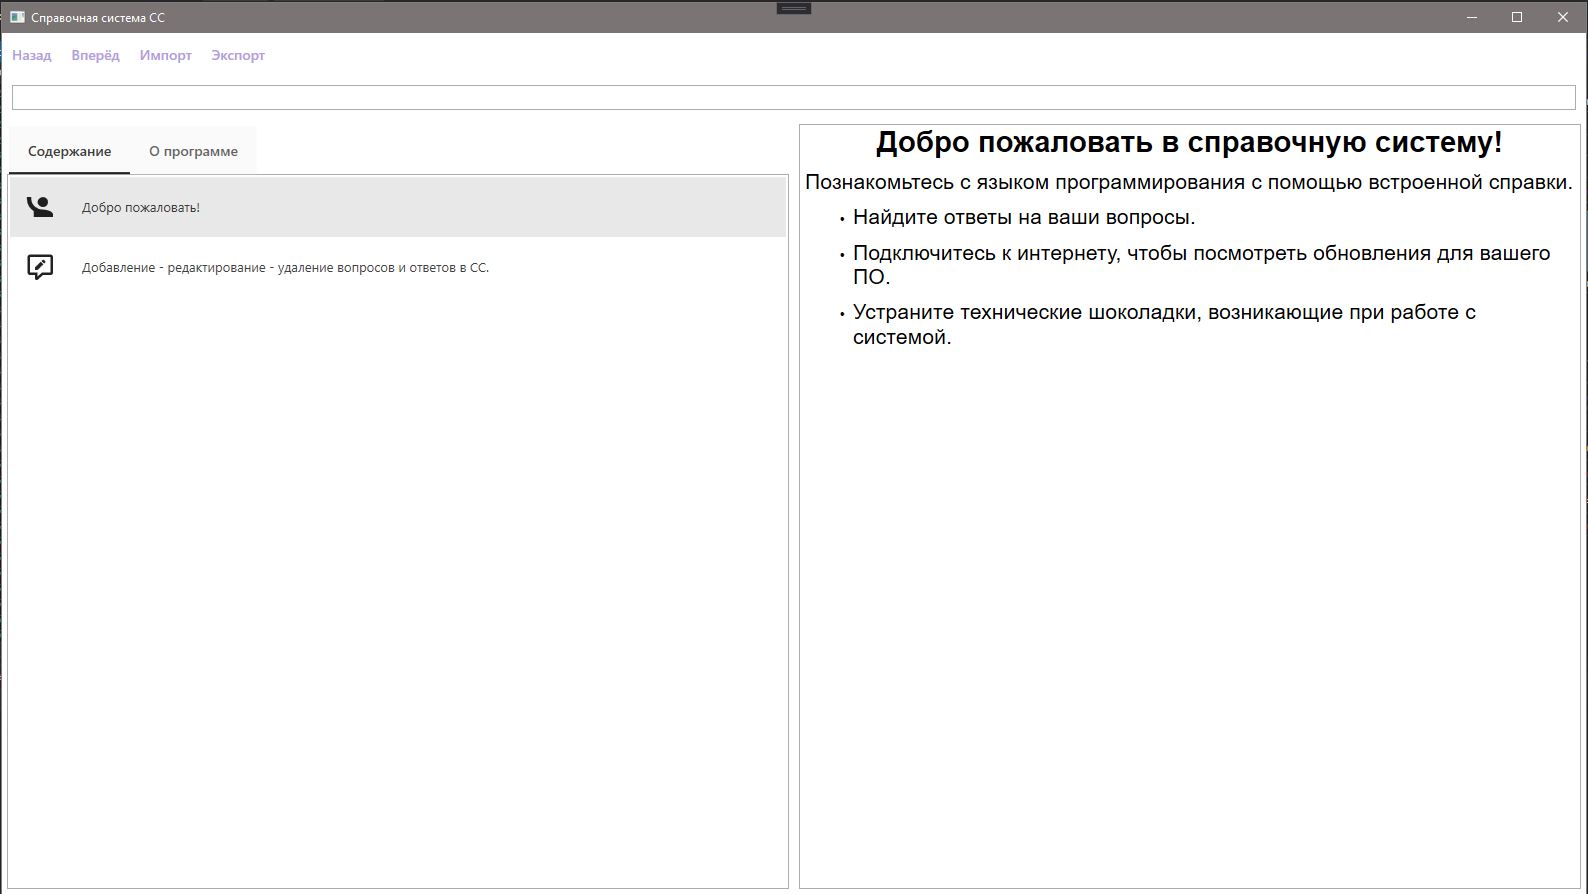 Справочная система СС
Назад Вперёд Импорт Экспорт
Содержание О программе
Добро пожаловать!
Добавление - редактирование - удаление вопросов и ответов в СС.
Добро пожаловать в справочную систему!
Познакомьтесь с языком программирования с помощью встроенной справки.
• Найдите ответы на ваши вопросы.
• Подключитесь к интернету, чтобы посмотреть обновления для вашего
ПО.
• Устраните технические шоколадки, возникающие при работе с
системой.